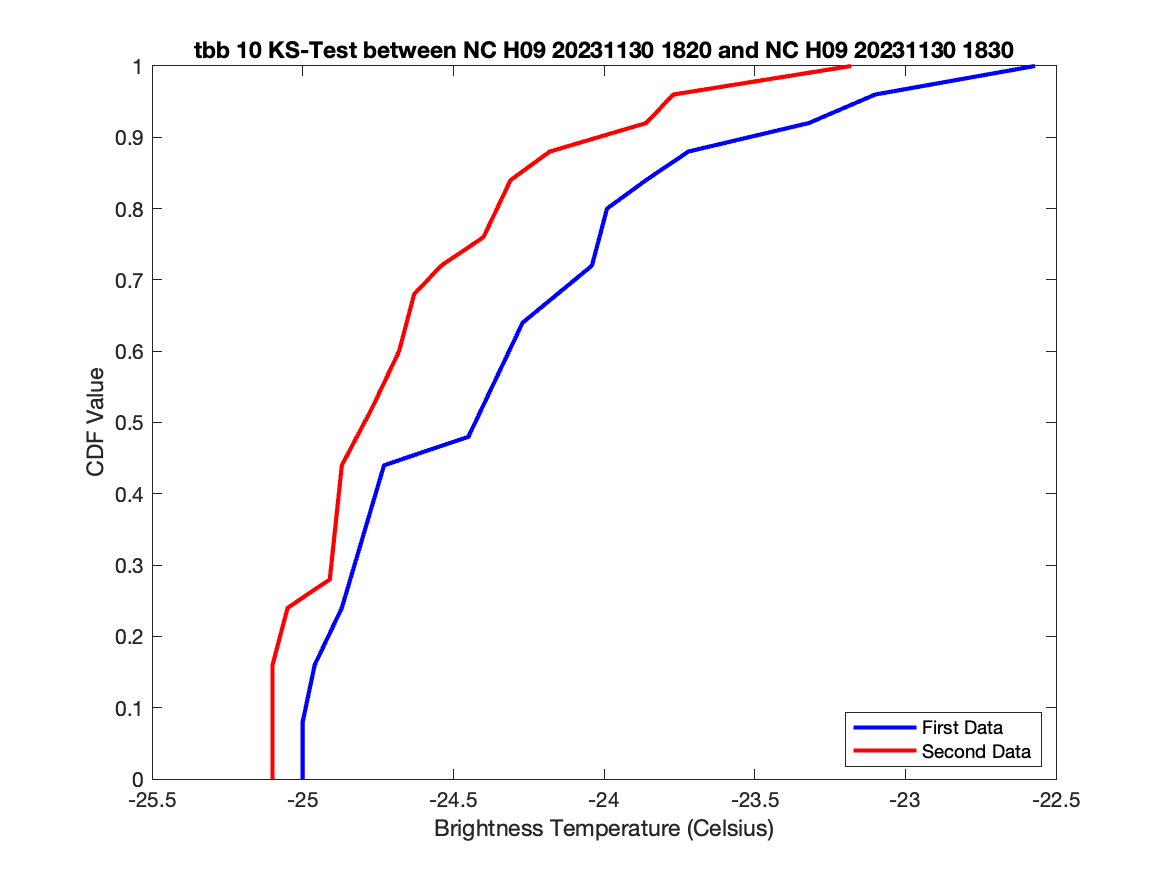 tbb 10 KS-Test between NC H09 20231130 1820 and NC H09 20231130 1830
1
0.9
0.8
0.7
0.6
0.5
0.4
0.3
0.2
0.1
0
CDF Value
First Data
Second Data
-25.5 -25 -24.5 -24 -23.5 -23 -22.5
Brightness Temperature (Celsius)